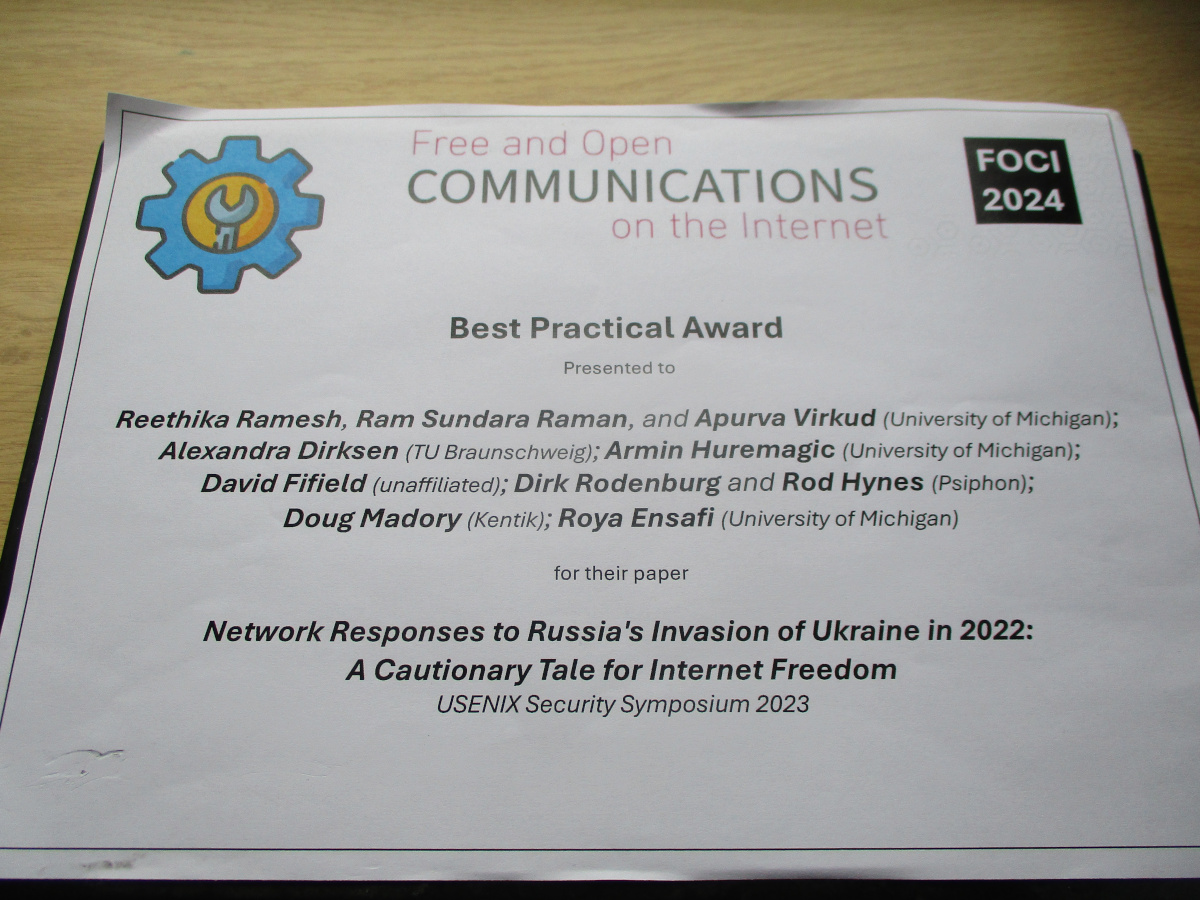 Free and Open
COMMUNICATIONS
on the Internet
FOCI
2024
Best Practical Award
Presented to
Reethika Ramesh, Ram Sundara Raman, and Apurva Virkud (University of Michigan);
Alexandra Dirksen (TU Braunschweig); Armin Huremagic (University of Michigan);
David Fifield (unaffiliated); Dirk Rodenburg and Rod Hynes (Psiphon);
Doug Madory (Kentik); Roya Ensafi (University of Michigan)
for their paper
Network Responses to Russia's Invasion of Ukraine in 2022:
A Cautionary Tale for Internet Freedom
USENIX Security Symposium 2023